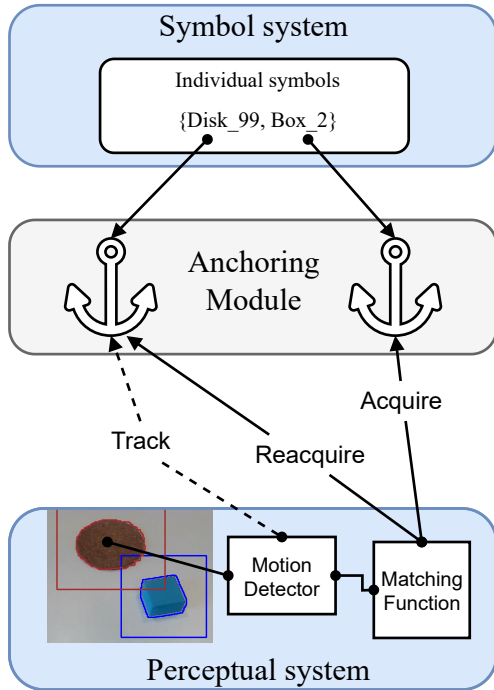 Symbol system
Individual symbols
{Disk_99, Box_2}
Anchoring
Module
Acquire
Track
Reacquire
Motion
Detector
Matching
Function
Perceptual system